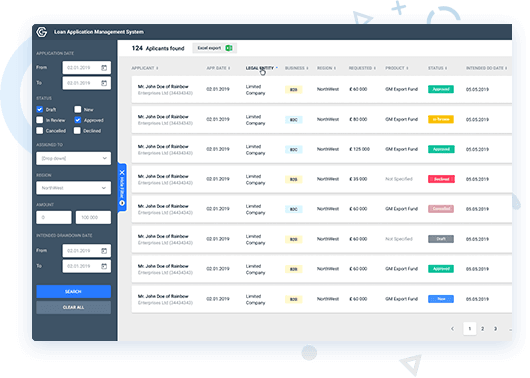 Loan Application Management System
APPLICATION DATE
From 02.01.2019
To 02.01.2019
STATUS
Draft New
In Review Approved
Cancelled Declined
ASSIGNED TO
[Drop down]
REGION
NorthWest
AMOUNT
0 100 000
INTENDED DRAWDOWN DATE
From 02.01.2019
To 02.01.2019
SEARCH
CLEAR ALL
Hide Filter
124 Aplicants found Excel export
APPLICANT APP DATE LEGAL ENTITY BUSINESS REGION REQUESTED PRODUCT STATUS INTENDED DD DATE
Mr. John Doe of Rainbow 02.01.2019 Limited B2B NorthWest £ 60 000 GM Export Fund Approved 05.05.2019
Enterprises Ltd (34434343) Company
Mr. John Doe of Rainbow 02.01.2019 Limited B2C NorthWest £ 80 000 GM Export Fund In Review 05.05.2019
Enterprises Ltd (34434343) Company
Mr. John Doe of Rainbow 02.01.2019 Limited B2C NorthWest £ 125 000 GM Export Fund Approved 05.05.2019
Enterprises Ltd (34434343) Company
Mr. John Doe of Rainbow 02.01.2019 Limited B2B NorthWest £ 35 000 Not Specified Declined 05.05.2019
Enterprises Ltd (34434343) Company
Mr. John Doe of Rainbow 02.01.2019 Limited B2C NorthWest £ 60 000 GM Export Fund Cancelled 05.05.2019
Enterprises Ltd (34434343) Company
Mr. John Doe of Rainbow 02.01.2019 Limited B2B NorthWest £ 60 000 Not Specified Draft 05.05.2019
Enterprises Ltd (34434343) Company
Mr. John Doe of Rainbow 02.01.2019 Limited B2B NorthWest £ 60 000 GM Export Fund Approved 05.05.2019
Enterprises Ltd (34434343) Company
Mr. John Doe of Rainbow 02.01.2019 Limited B2B NorthWest £ 60 000 GM Export Fund New 05.05.2019
Enterprises Ltd (34434343) Company
1 2 3 ...